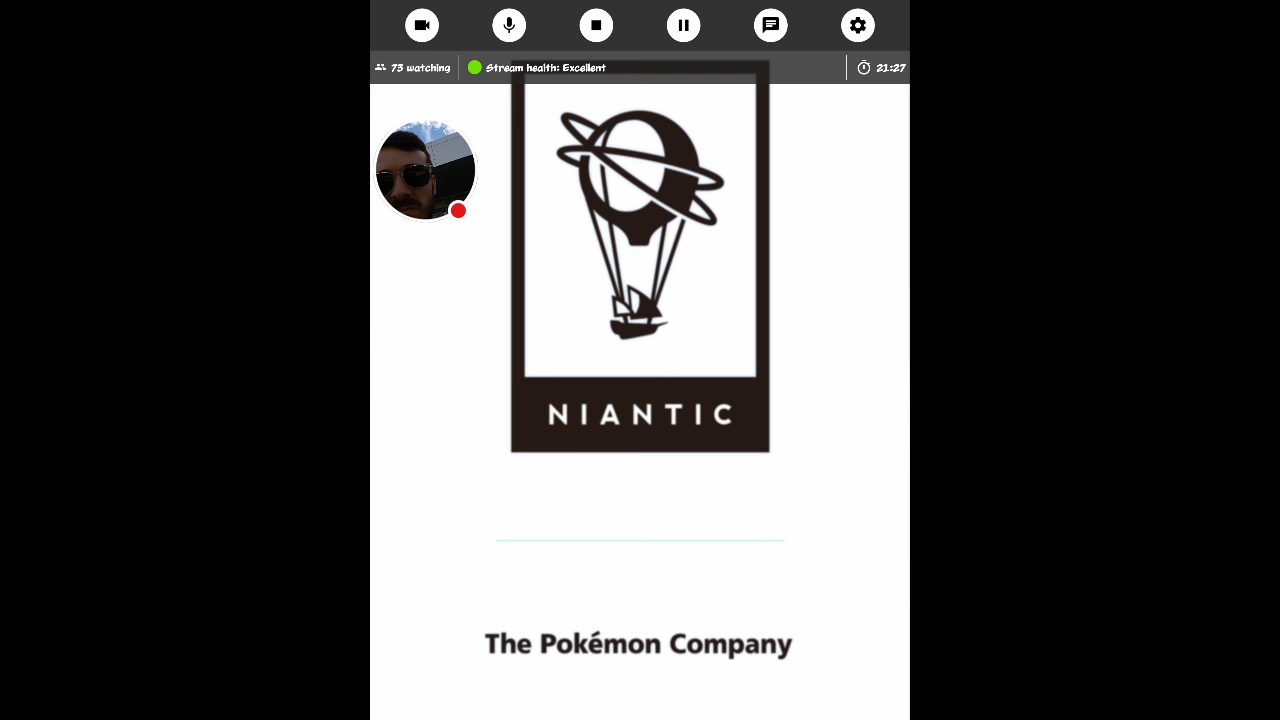 73 watching
Stream health: Excellent
21:27
NIANTIC
The Pokémon Company